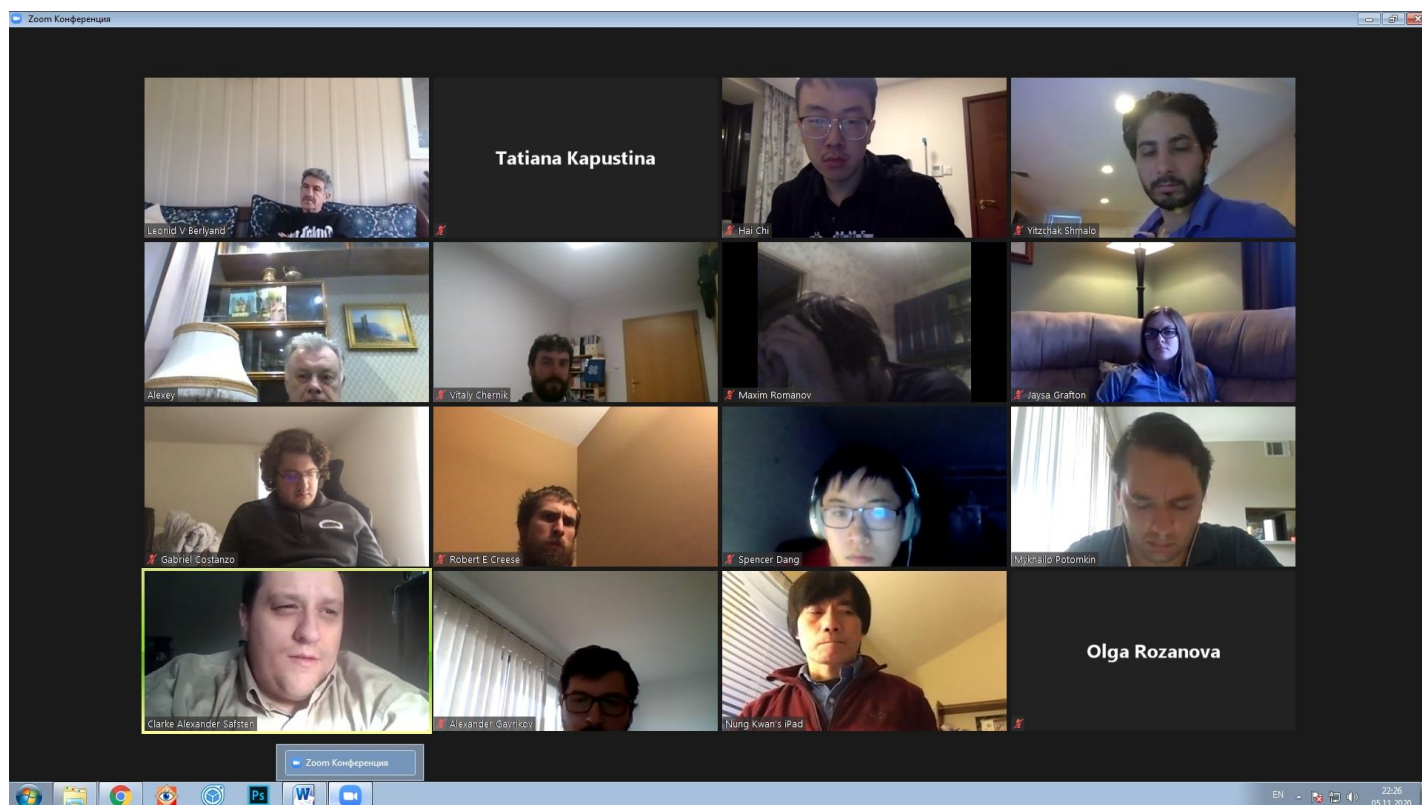 Zoom Конференция
Leonid V Berlyand
Tatiana Kapustina
Hai Chi
Yitzchak Shmalo
Alexey
Vitaly Chernik
Maxim Romanov
Jaysa Grafton
Gabriel Costanzo
Robert E Creese
Spencer Dang
Mykhailo Potomkin
Clarke Alexander Safsten
Alexander Gavrikov
Nung Kwan's iPad
Olga Rozanova
Zoom Конференция
Ps
W
EN
22:26
05.11.2020